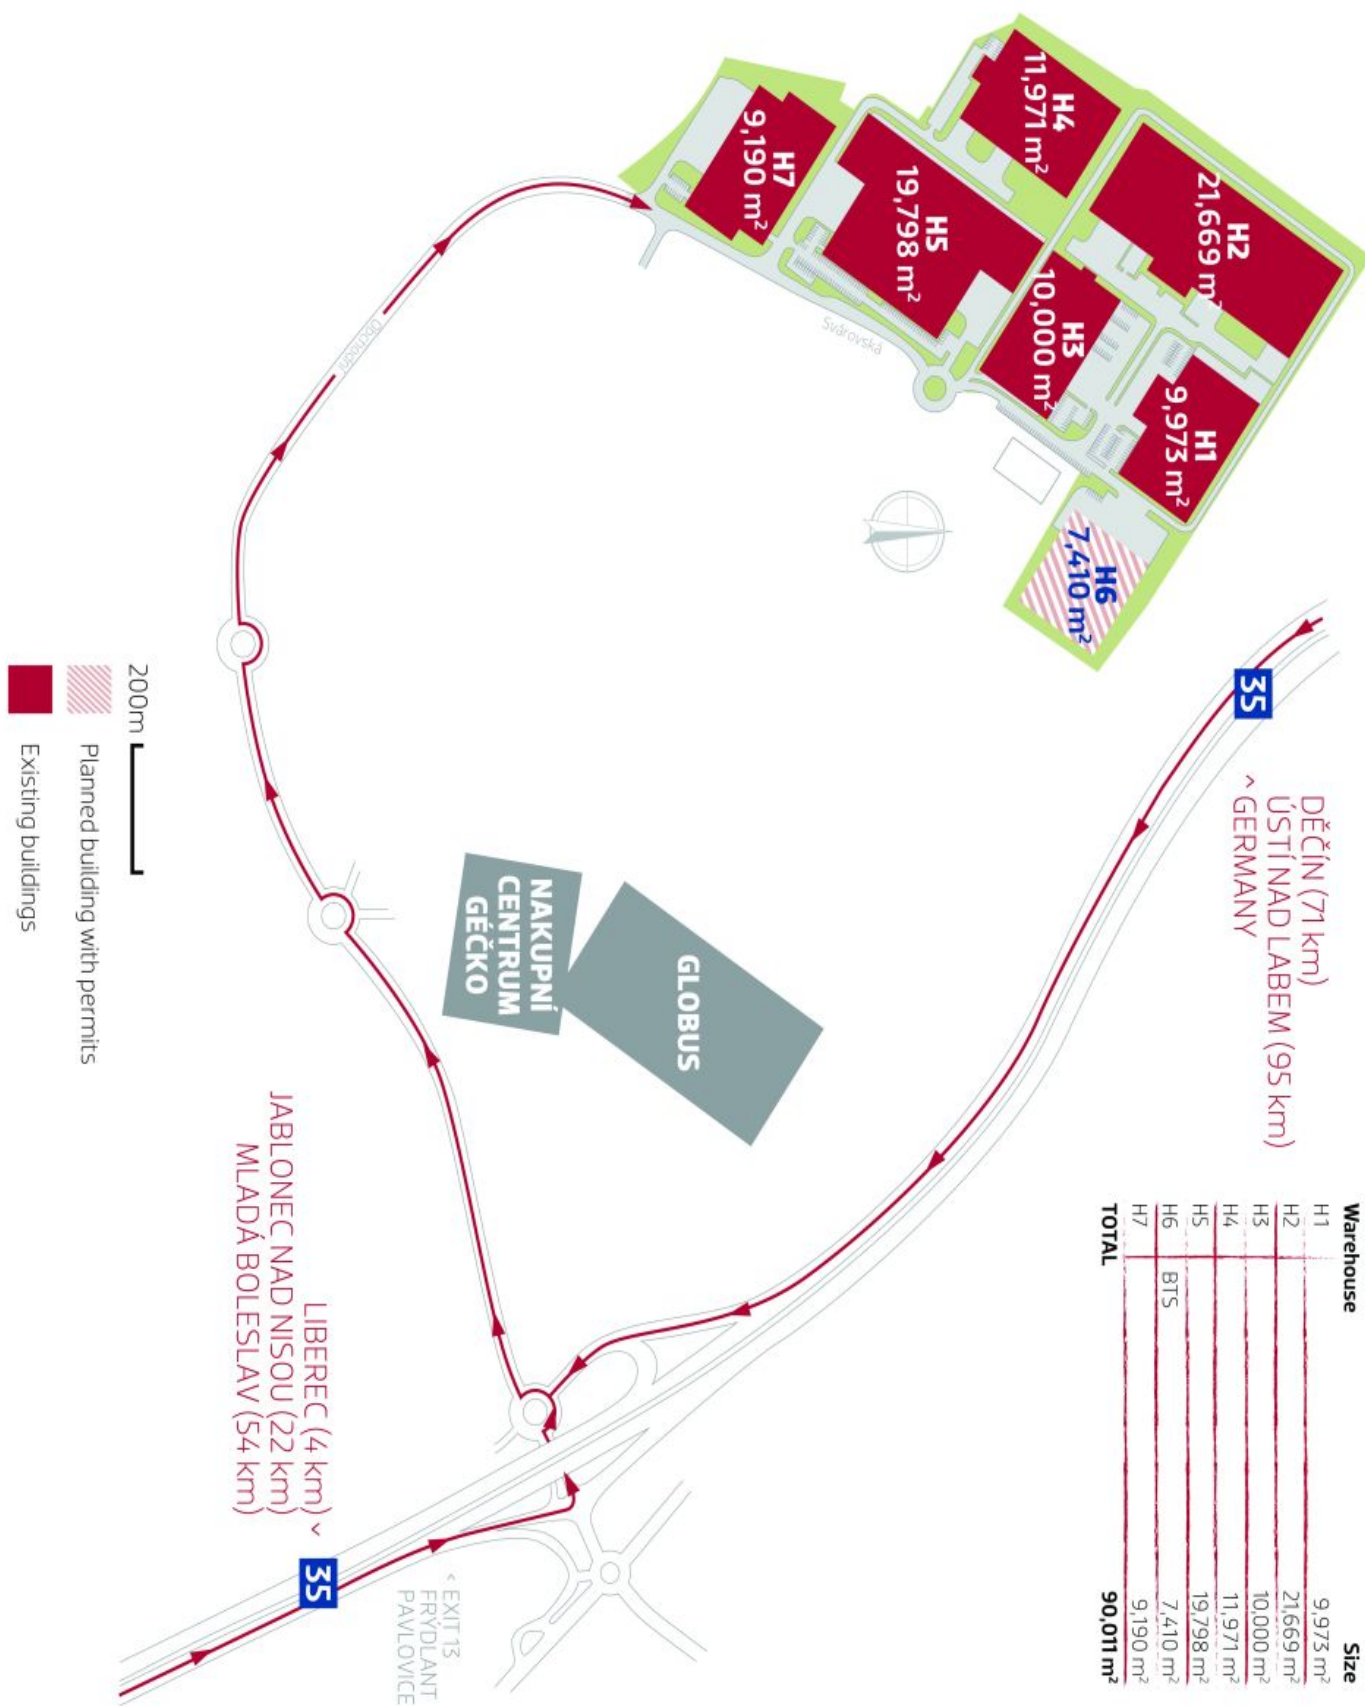 Warehouse Size
H1 9,973 m²
H2 21,669 m²
H3 10,000 m²
H4 11,971 m²
H5 19,798 m²
H6 BTS 7,410 m²
H7 9,190 m²
TOTAL 90,011 m²
DĚČÍN (71 km)
ÚSTÍ NAD LABEM (95 km)
^ GERMANY
35
H2
21,669 m²
H1
9,973 m²
H4
11,971 m²
H3
10,000 m²
H6
7,410 m²
H5
19,798 m²
H7
9,190 m²
Svárovská
Obchodní
GLOBUS
NAKUPNÍ
CENTRUM
GÉČKO
< EXIT 13
FRÝDLANT
PAVLOVICE
35
LIBEREC (4 km) >
JABLONEC NAD NISOU (22 km)
MLADÁ BOLESLAV (54 km)
200m
Planned building with permits
Existing buildings